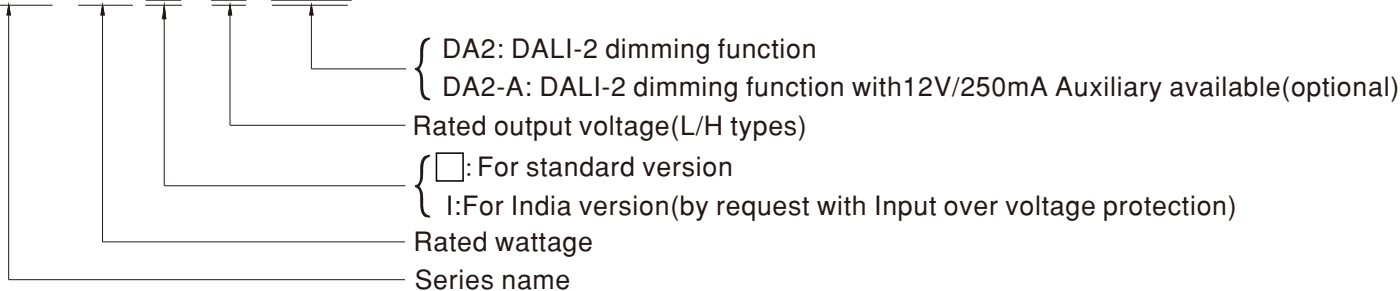 DA2: DALI-2 dimming function
DA2-A: DALI-2 dimming function with12V/250mA Auxiliary available(optional)
Rated output voltage(L/H types)
: For standard version
I:For India version(by request with Input over voltage protection)
Rated wattage
Series name